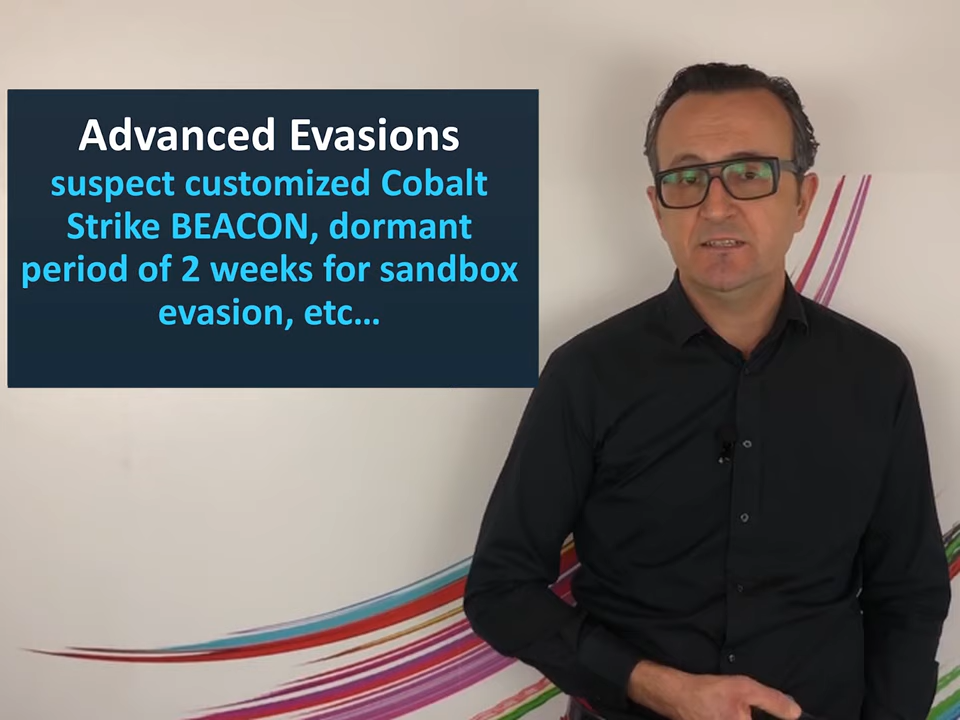 Advanced Evasions
suspect customized Cobalt
Strike BEACON, dormant
period of 2 weeks for sandbox
evasion, etc…